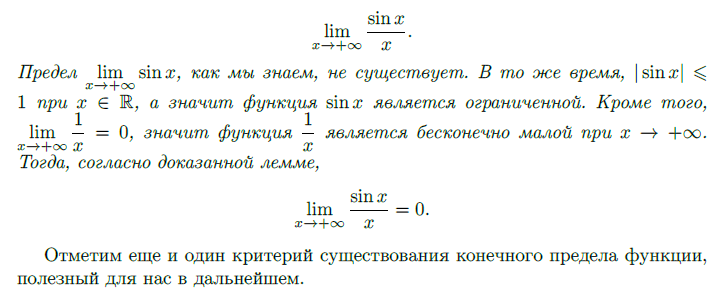 $$\lim_{x \to +\infty} \frac{\sin x}{x}.$$
Предел $\lim\limits_{x \to +\infty} \sin x$, как мы знаем, не существует. В то же время, $|\sin x| \leqslant$
$1$ при $x \in \mathbb{R}$, а значит функция $\sin x$ является ограниченной. Кроме того,
$\lim\limits_{x \to +\infty} \dfrac{1}{x} = 0$, значит функция $\dfrac{1}{x}$ является бесконечно малой при $x \to +\infty$.
Тогда, согласно доказанной лемме,
$$\lim_{x \to +\infty} \frac{\sin x}{x} = 0.$$
Отметим еще и один критерий существования конечного предела функции,
полезный для нас в дальнейшем.